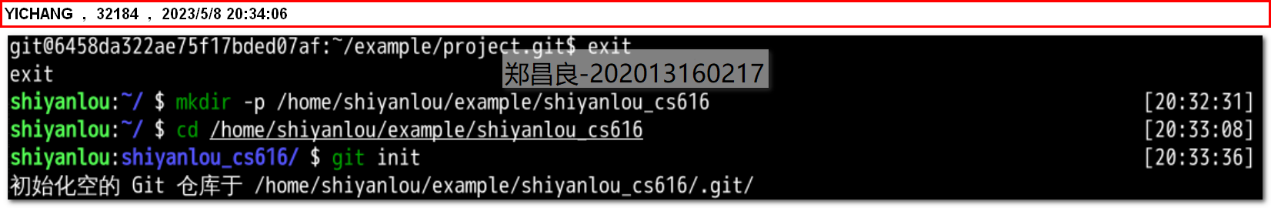 YICHANG , 32184 , 2023/5/8 20:34:06
git@6458da322ae75f17bded07af:~/example/project.git$ exit
exit
郑昌良-202013160217
shiyanlou:~/ $ mkdir -p /home/shiyanlou/example/shiyanlou_cs616 [20:32:31]
shiyanlou:~/ $ cd /home/shiyanlou/example/shiyanlou_cs616 [20:33:08]
shiyanlou:shiyanlou_cs616/ $ git init [20:33:36]
初始化空的 Git 仓库于 /home/shiyanlou/example/shiyanlou_cs616/.git/